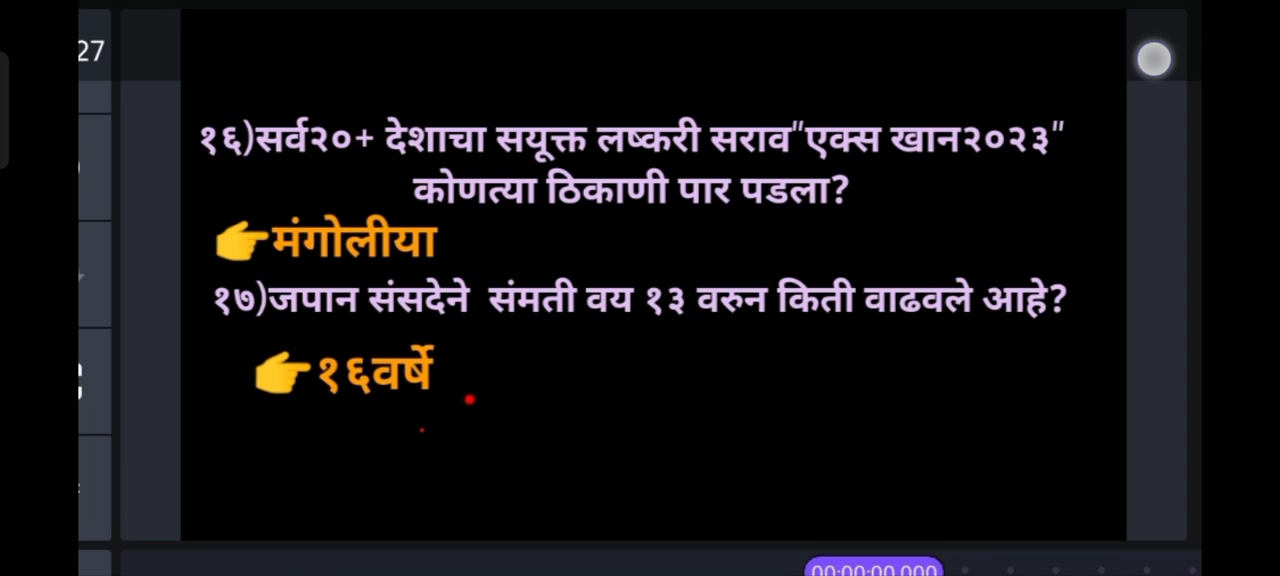 27
१६)सर्व२०+ देशाचा सयूक्त लष्करी सराव"एक्स खान२०२३"
कोणत्या ठिकाणी पार पडला?
👉मंगोलीया
१७)जपान संसदेने संमती वय १३ वरुन किती वाढवले आहे?
👉१६वर्षे
00:00:00.000